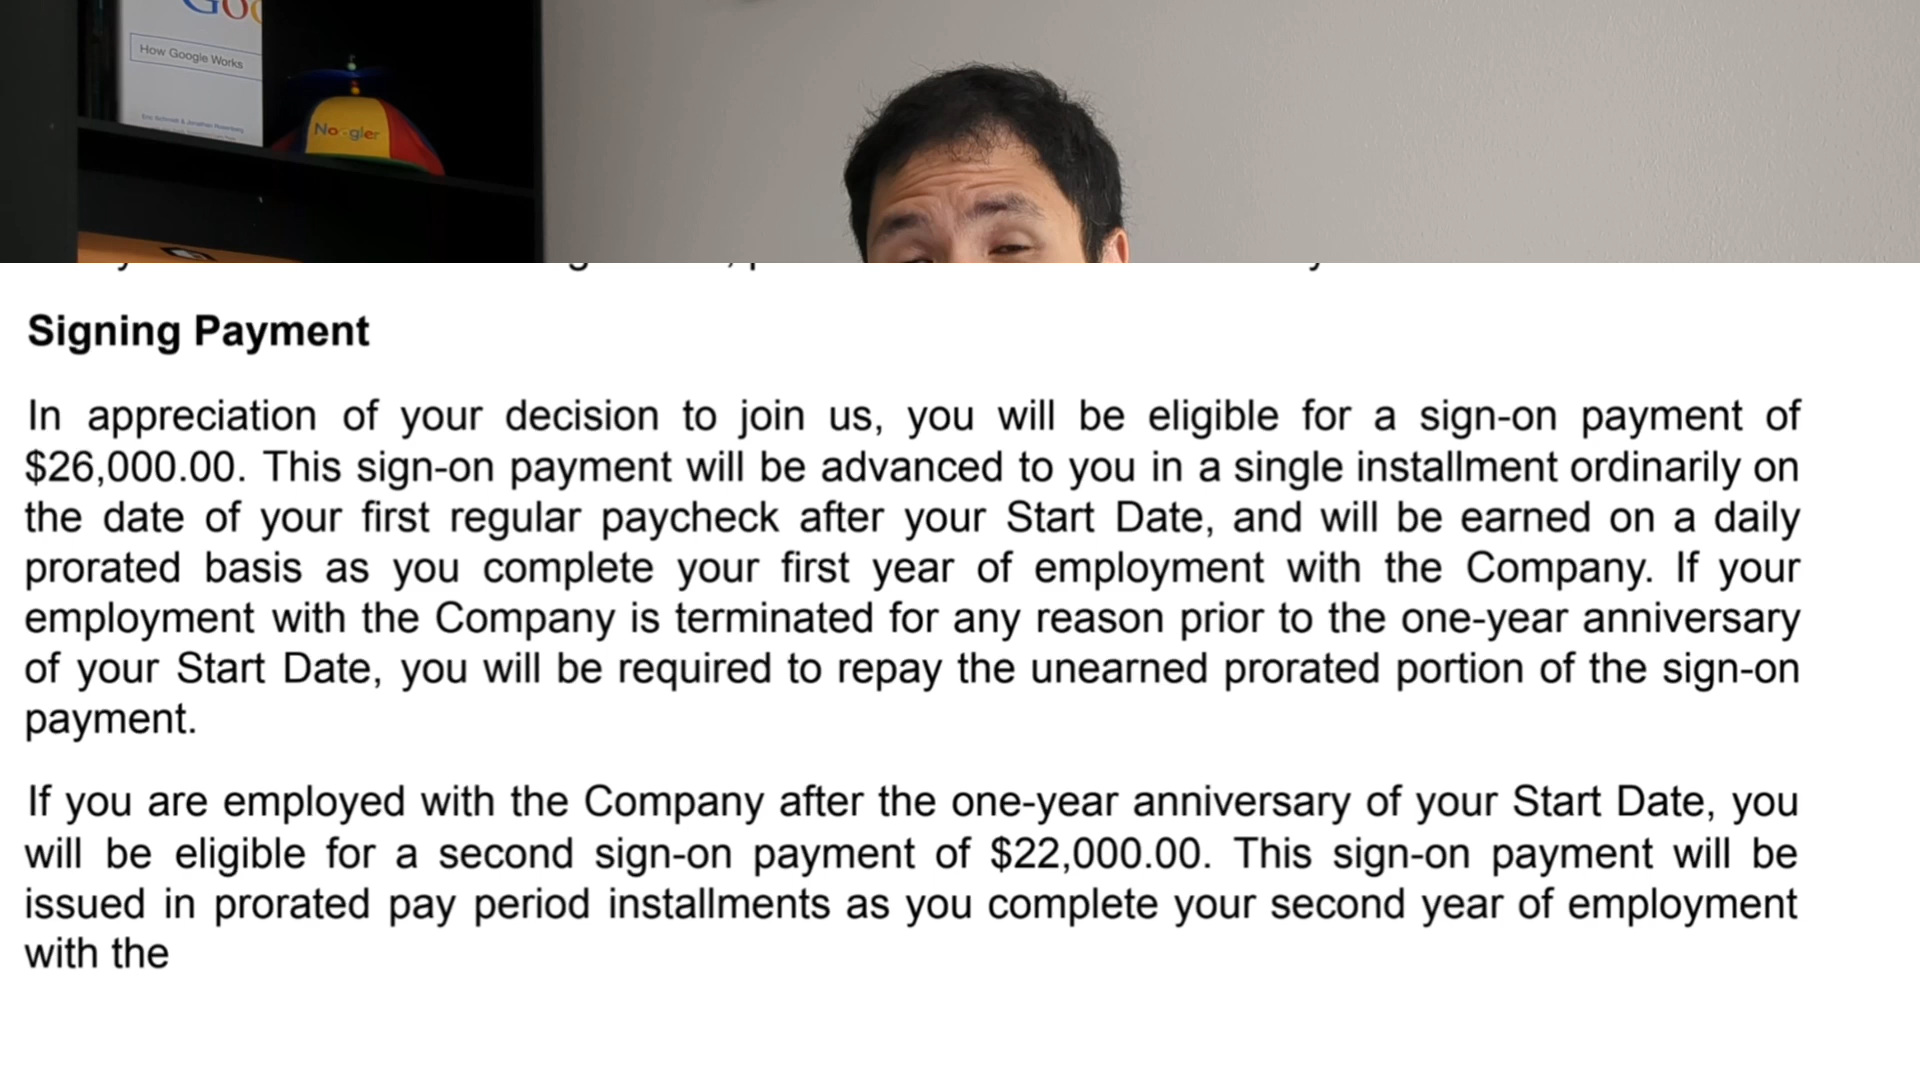 Goo
How Google Works
Eric Schmidt & Jonathan Rosenberg
Noogler
Signing Payment
In appreciation of your decision to join us, you will be eligible for a sign-on payment of
$26,000.00. This sign-on payment will be advanced to you in a single installment ordinarily on
the date of your first regular paycheck after your Start Date, and will be earned on a daily
prorated basis as you complete your first year of employment with the Company. If your
employment with the Company is terminated for any reason prior to the one-year anniversary
of your Start Date, you will be required to repay the unearned prorated portion of the sign-on
payment.
If you are employed with the Company after the one-year anniversary of your Start Date, you
will be eligible for a second sign-on payment of $22,000.00. This sign-on payment will be
issued in prorated pay period installments as you complete your second year of employment
with the